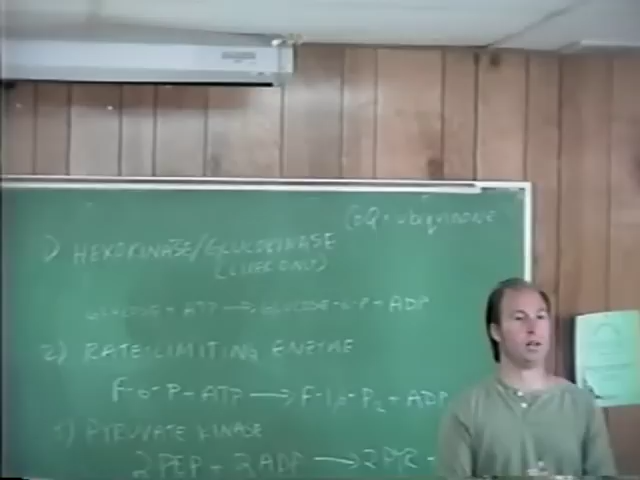 CoQ = ubiquinone
1) HEXOKINASE/GLUCOKINASE
(LIVER ONLY)
GLUCOSE + ATP → GLUCOSE-6-P + ADP
2) RATE-LIMITING ENZYME
F-6-P + ATP → F-1,6-P2 + ADP
PYRUVATE KINASE
2PEP + 2ADP → 2PYR +